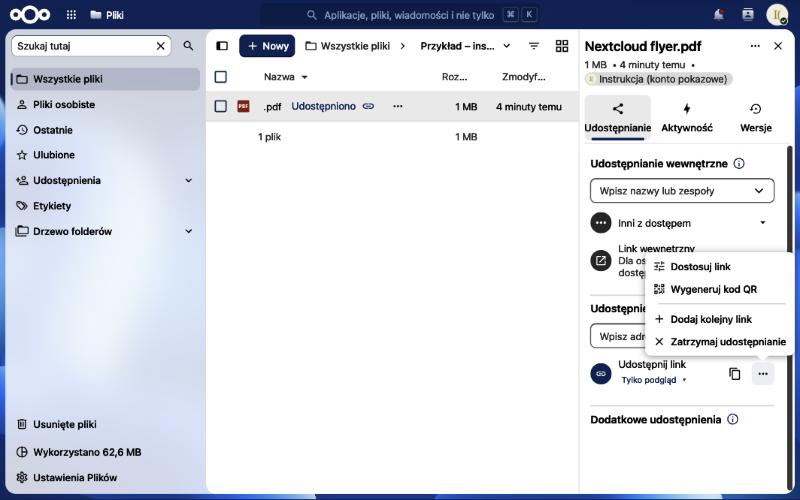 Pliki
Aplikacje, pliki, wiadomości i nie tylko
⌘ K
Szukaj tutaj
+ Nowy
Wszystkie pliki
Przykład – ins...
Wszystkie pliki
Pliki osobiste
Ostatnie
Ulubione
Udostępnienia
Etykiety
Drzewo folderów
Usunięte pliki
Wykorzystano 62,6 MB
Ustawienia Plików
Nazwa
Roz...
Zmodyf...
PDF
.pdf
Udostępniono
1 MB
4 minuty temu
1 plik
1 MB
Nextcloud flyer.pdf
1 MB • 4 minuty temu •
Instrukcja (konto pokazowe)
Udostępnianie
Aktywność
Wersje
Udostępnianie wewnętrzne
Wpisz nazwy lub zespoły
Inni z dostępem
Link wewnętrzny
Dla os
dostęp
Dostosuj link
Wygeneruj kod QR
Dodaj kolejny link
Zatrzymaj udostępnianie
Udostępnie
Wpisz adr
Udostępnij link
Tylko podgląd
Dodatkowe udostępnienia